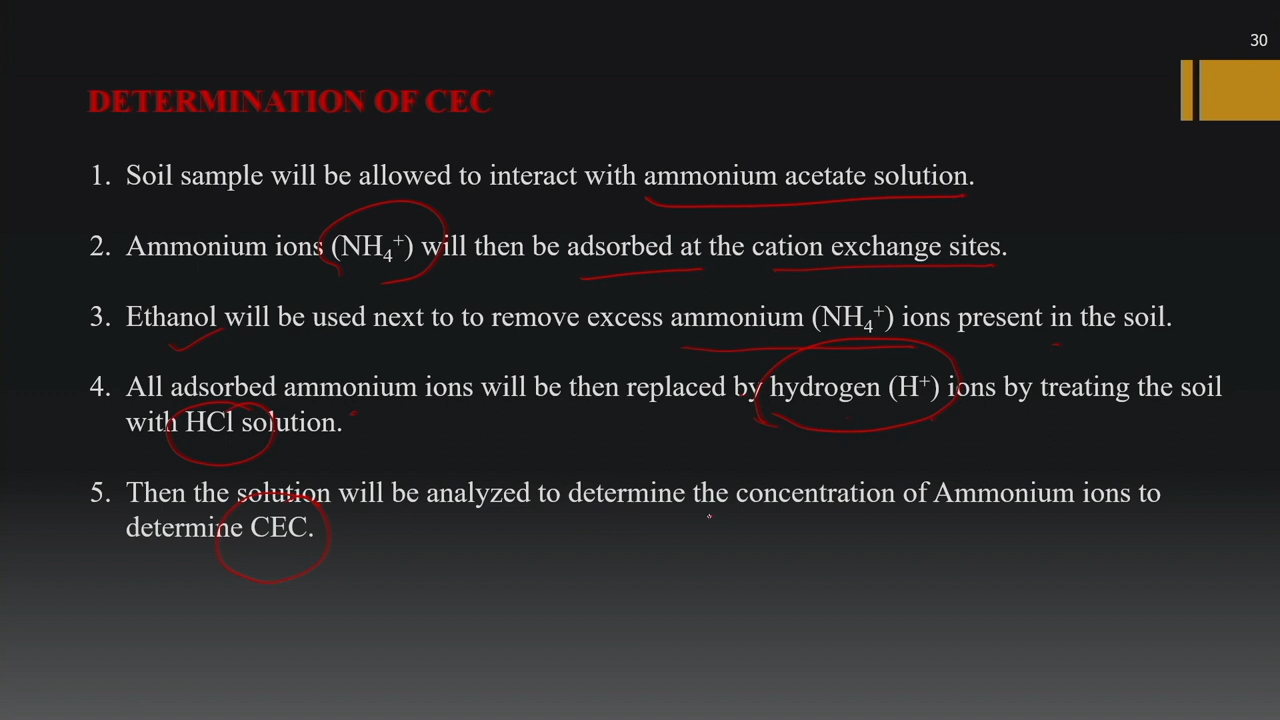 30
DETERMINATION OF CEC
1. Soil sample will be allowed to interact with ammonium acetate solution.
2. Ammonium ions (NH₄⁺) will then be adsorbed at the cation exchange sites.
3. Ethanol will be used next to to remove excess ammonium (NH₄⁺) ions present in the soil.
4. All adsorbed ammonium ions will be then replaced by hydrogen (H⁺) ions by treating the soil
with HCl solution.
5. Then the solution will be analyzed to determine the concentration of Ammonium ions to
determine CEC.